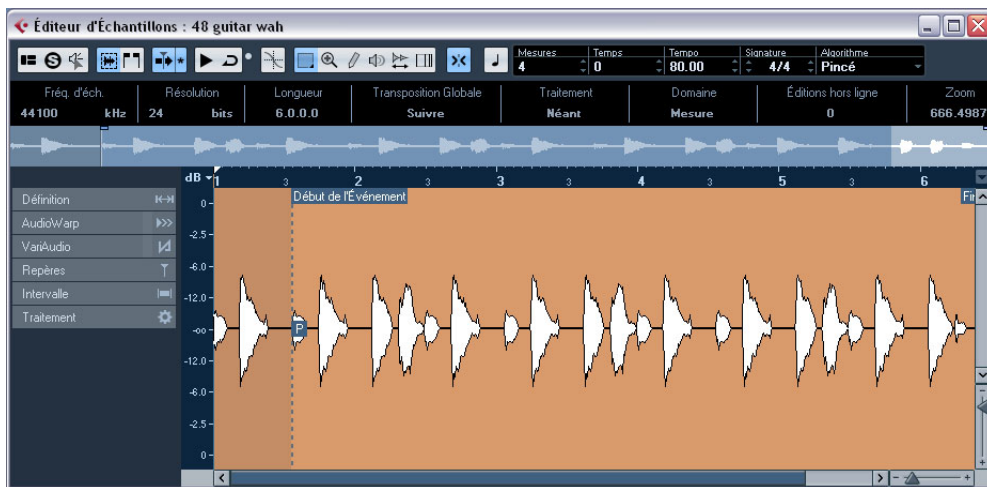 Éditeur d'Échantillons : 48 guitar wah
Mesures Temps Tempo Signature Algorithme
4 0 80.00 4/4 Pincé
Fréq. d'éch. Résolution Longueur Transposition Globale Traitement Domaine Éditions hors ligne Zoom
44100 kHz 24 bits 6.0.0.0 Suivre Néant Mesure 0 666.4987
dB 1 3 2 3 3 3 4 3 5 3 6
Définition
AudioWarp
VariAudio
Repères
Intervalle
Traitement
Début de l'Événement
Fin
0
-2.5
-6.0
-12.0
-oo
-12.0
-6.0
-2.5
0
P